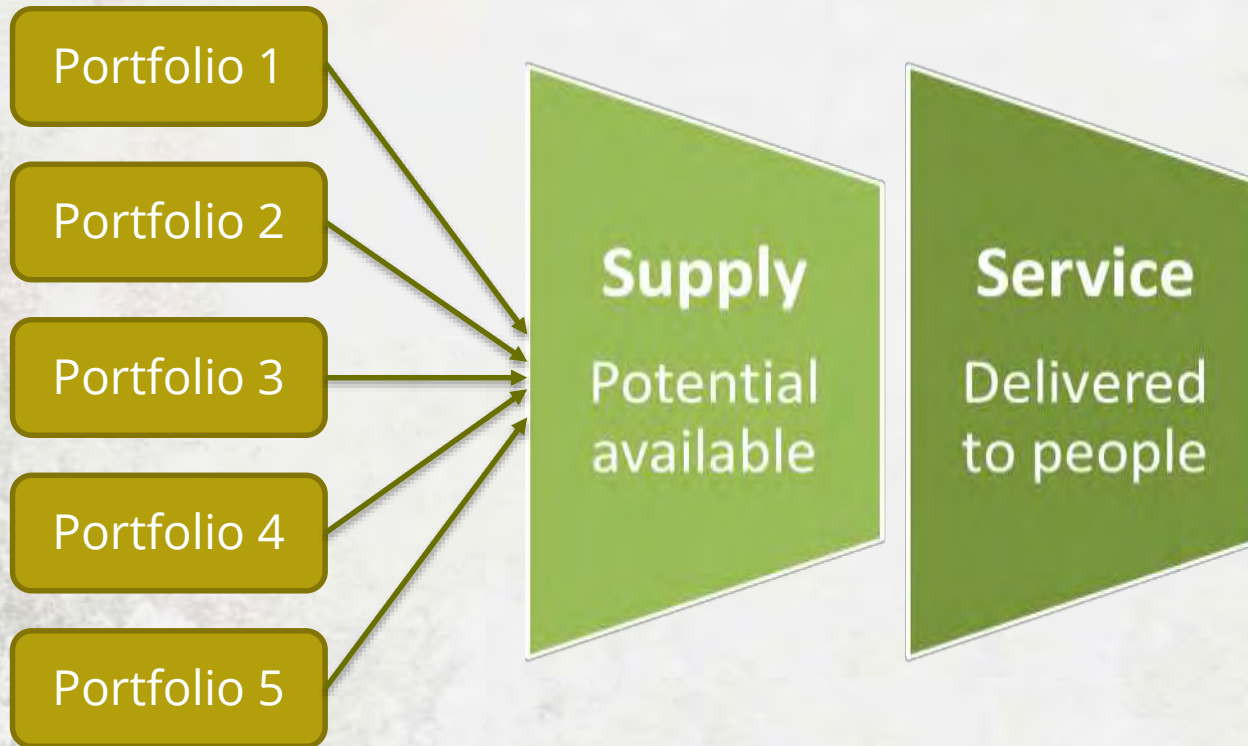 Portfolio 1
Portfolio 2
Portfolio 3
Portfolio 4
Portfolio 5
Supply
Potential
available
Service
Delivered
to people